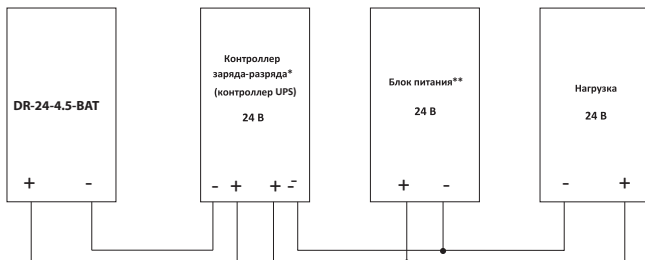 DR-24-4.5-BAT
+ -
Контроллер
заряда-разряда*
(контроллер UPS)
24 В
- + + - -
Блок питания**
24 В
+ -
Нагрузка
24 В
- +